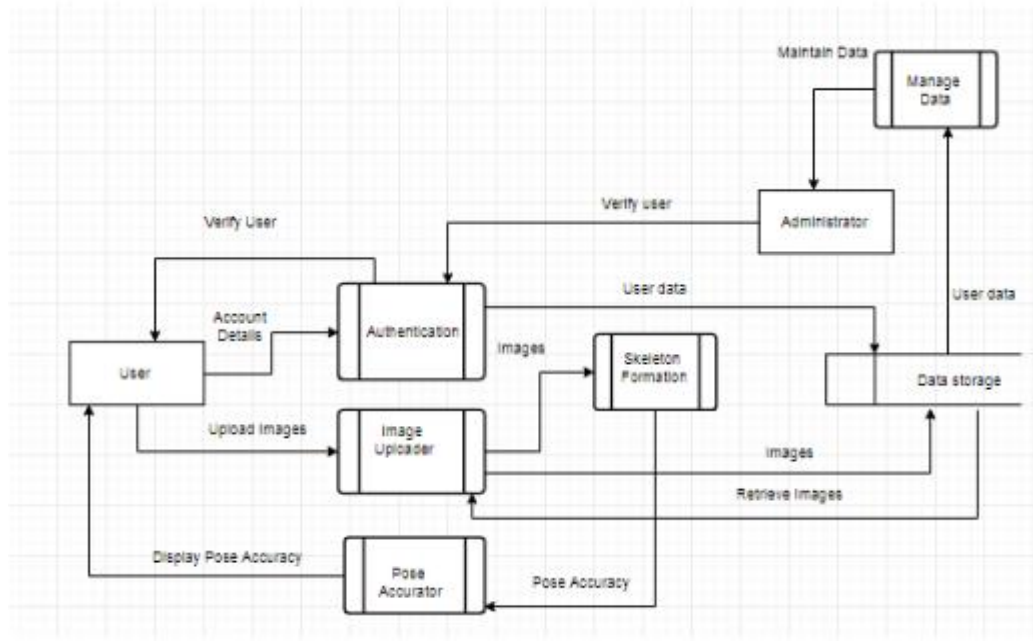 Maintain Data
Manage
Data
Verify user
Administrator
Verify User
User data
User data
Account
Details
Authentication
Images
Skeleton
Formation
User
Data storage
Upload Images
Image
Uploader
Images
Retrieve Images
Display Pose Accuracy
Pose
Accurator
Pose Accuracy